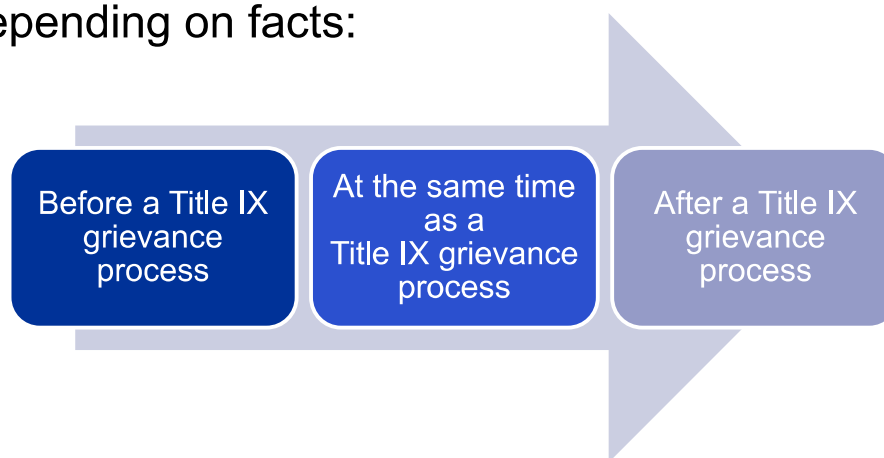 epending on facts:
Before a Title IX
grievance
process
At the same time
as a
Title IX grievance
process
After a Title IX
grievance
process